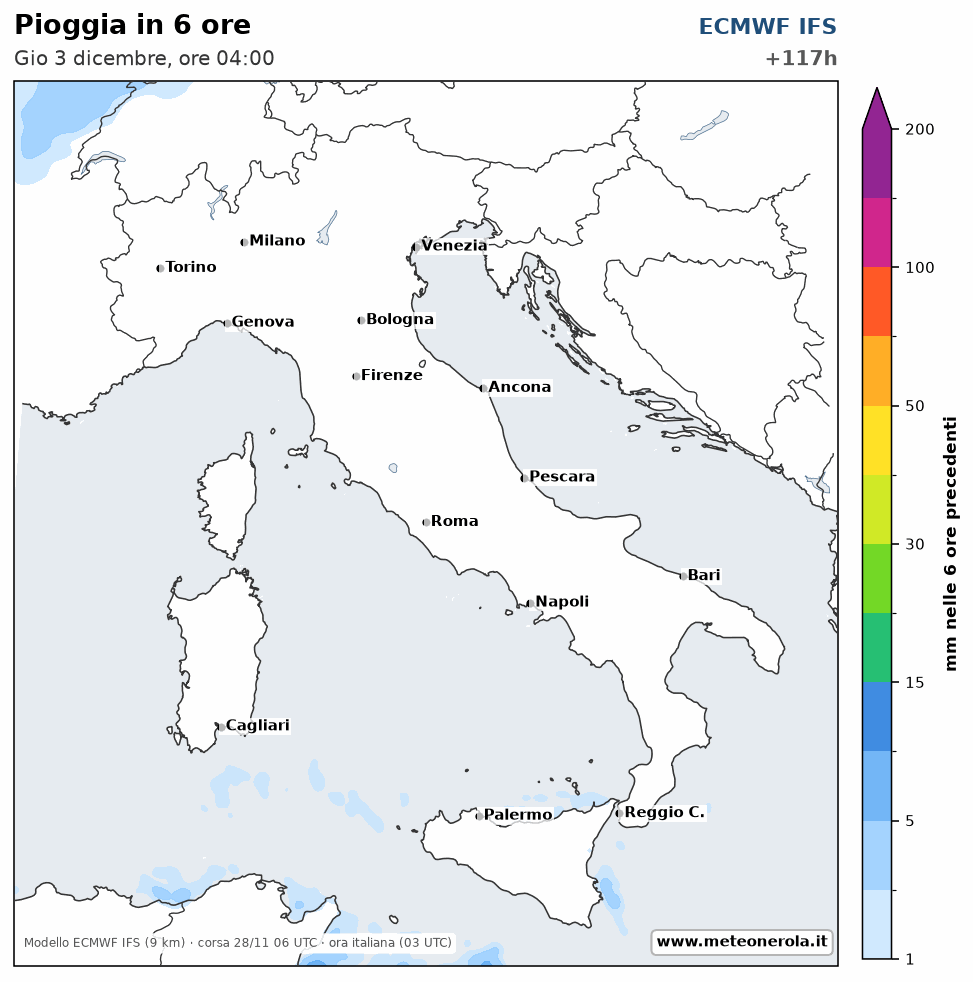 Pioggia in 6 ore
ECMWF IFS
Gio 3 dicembre, ore 04:00
+117h
200
100
50
30
15
5
1
mm nelle 6 ore precedenti
Milano
Venezia
Torino
Genova
Bologna
Firenze
Ancona
Pescara
Roma
Bari
Napoli
Cagliari
Palermo
Reggio C.
Modello ECMWF IFS (9 km) · corsa 28/11 06 UTC · ora italiana (03 UTC)
www.meteonerola.it